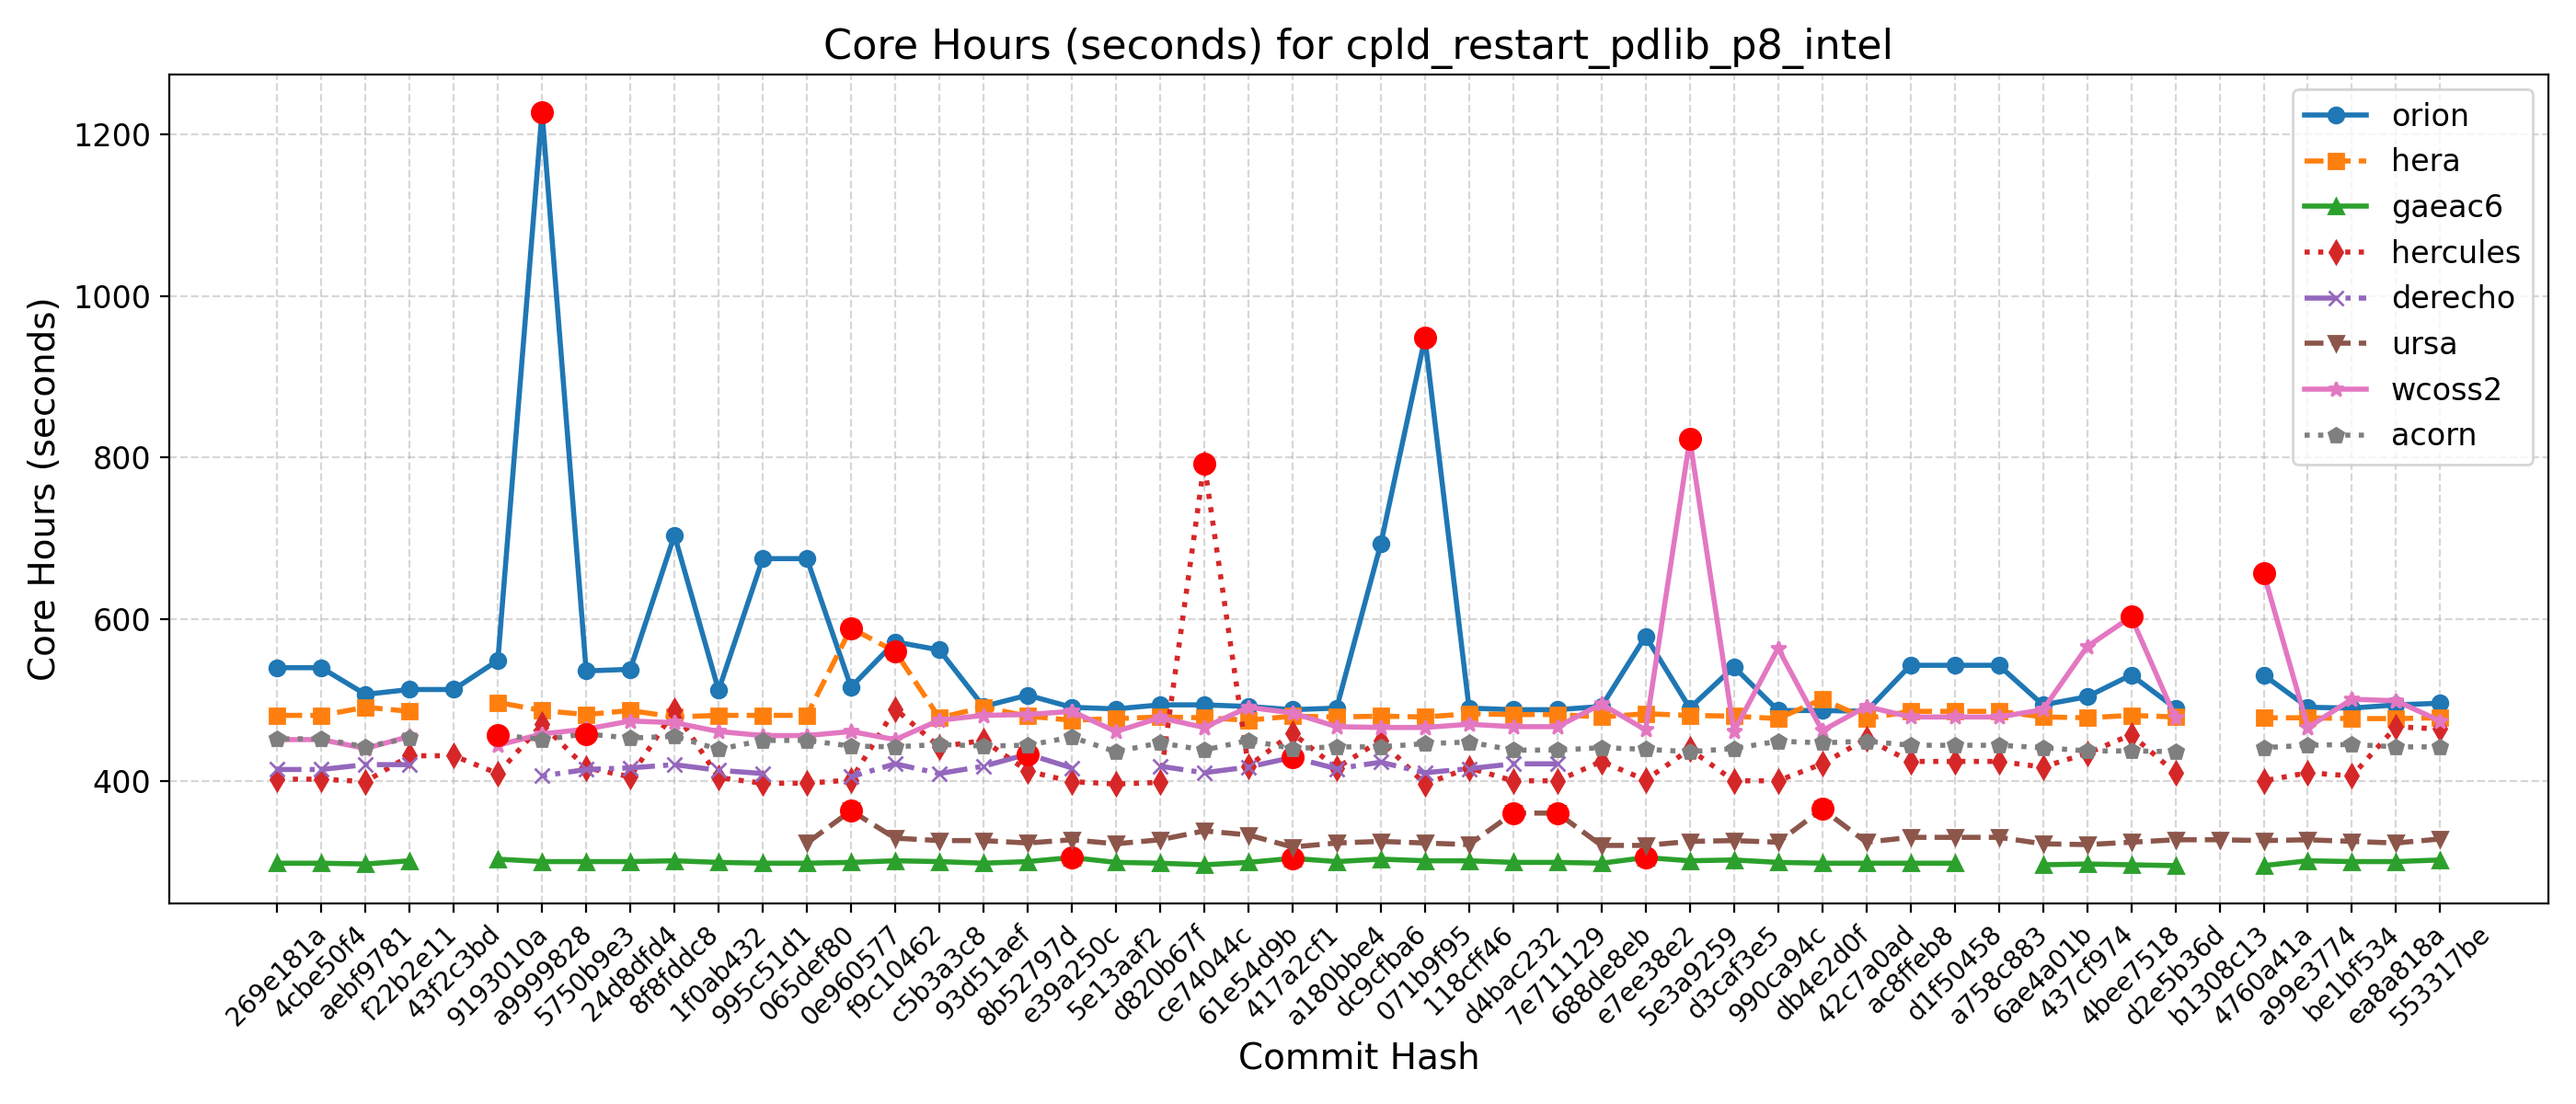 Core Hours (seconds) for cpld_restart_pdlib_p8_intel
Core Hours (seconds)
1200
1000
800
600
400
orion
hera
gaeac6
hercules
derecho
ursa
wcoss2
acorn
269e181a
4cbe50f4
aebf9781
f22b2e11
43f2c3bd
9193010a
a9999828
5750b9e3
24d8dfd4
8f8fddc8
1f0ab432
995c51d1
065def80
0e960577
f9c10462
c5b3a3c8
93d51aef
8b52797d
e39a250c
5e13aaf2
d820b67f
ce74044c
61e54d9b
417a2cf1
a180bbe4
dc9cfba6
071b9f95
118cff46
d4bac232
7e711129
688de8eb
e7ee38e2
5e3a9259
d3caf3e5
990ca94c
db4e2d0f
42c7a0ad
ac8ffeb8
d1f50458
a758c883
6ae4a01b
437cf974
4bee7518
d2e5b36d
b1308c13
4760a41a
a99e3774
be1bf534
ea8a818a
553317be
Commit Hash